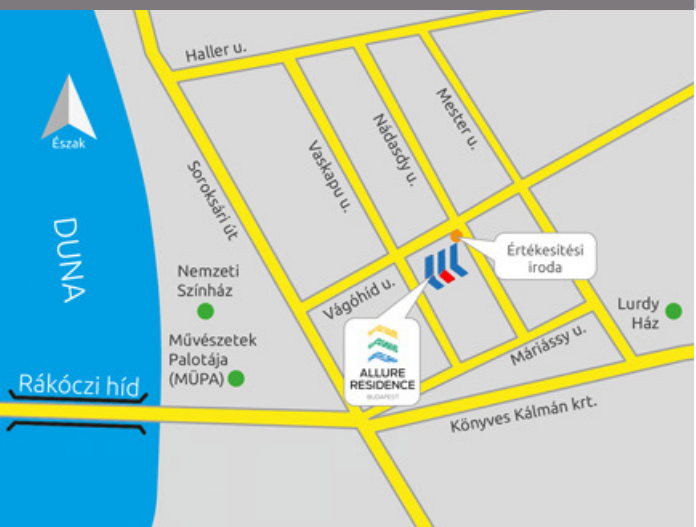 Haller u.
Észak
Mester u.
Nádasdy u.
Vaskapu u.
Soroksári út
DUNA
Értékesítési
iroda
Nemzeti
Színház
Vágóhíd u.
Lurdy
Ház
Művészetek
Palotája
(MÜPA)
Máriássy u.
ALLURE
RESIDENCE
BUDAPEST
Rákóczi híd
Könyves Kálmán krt.